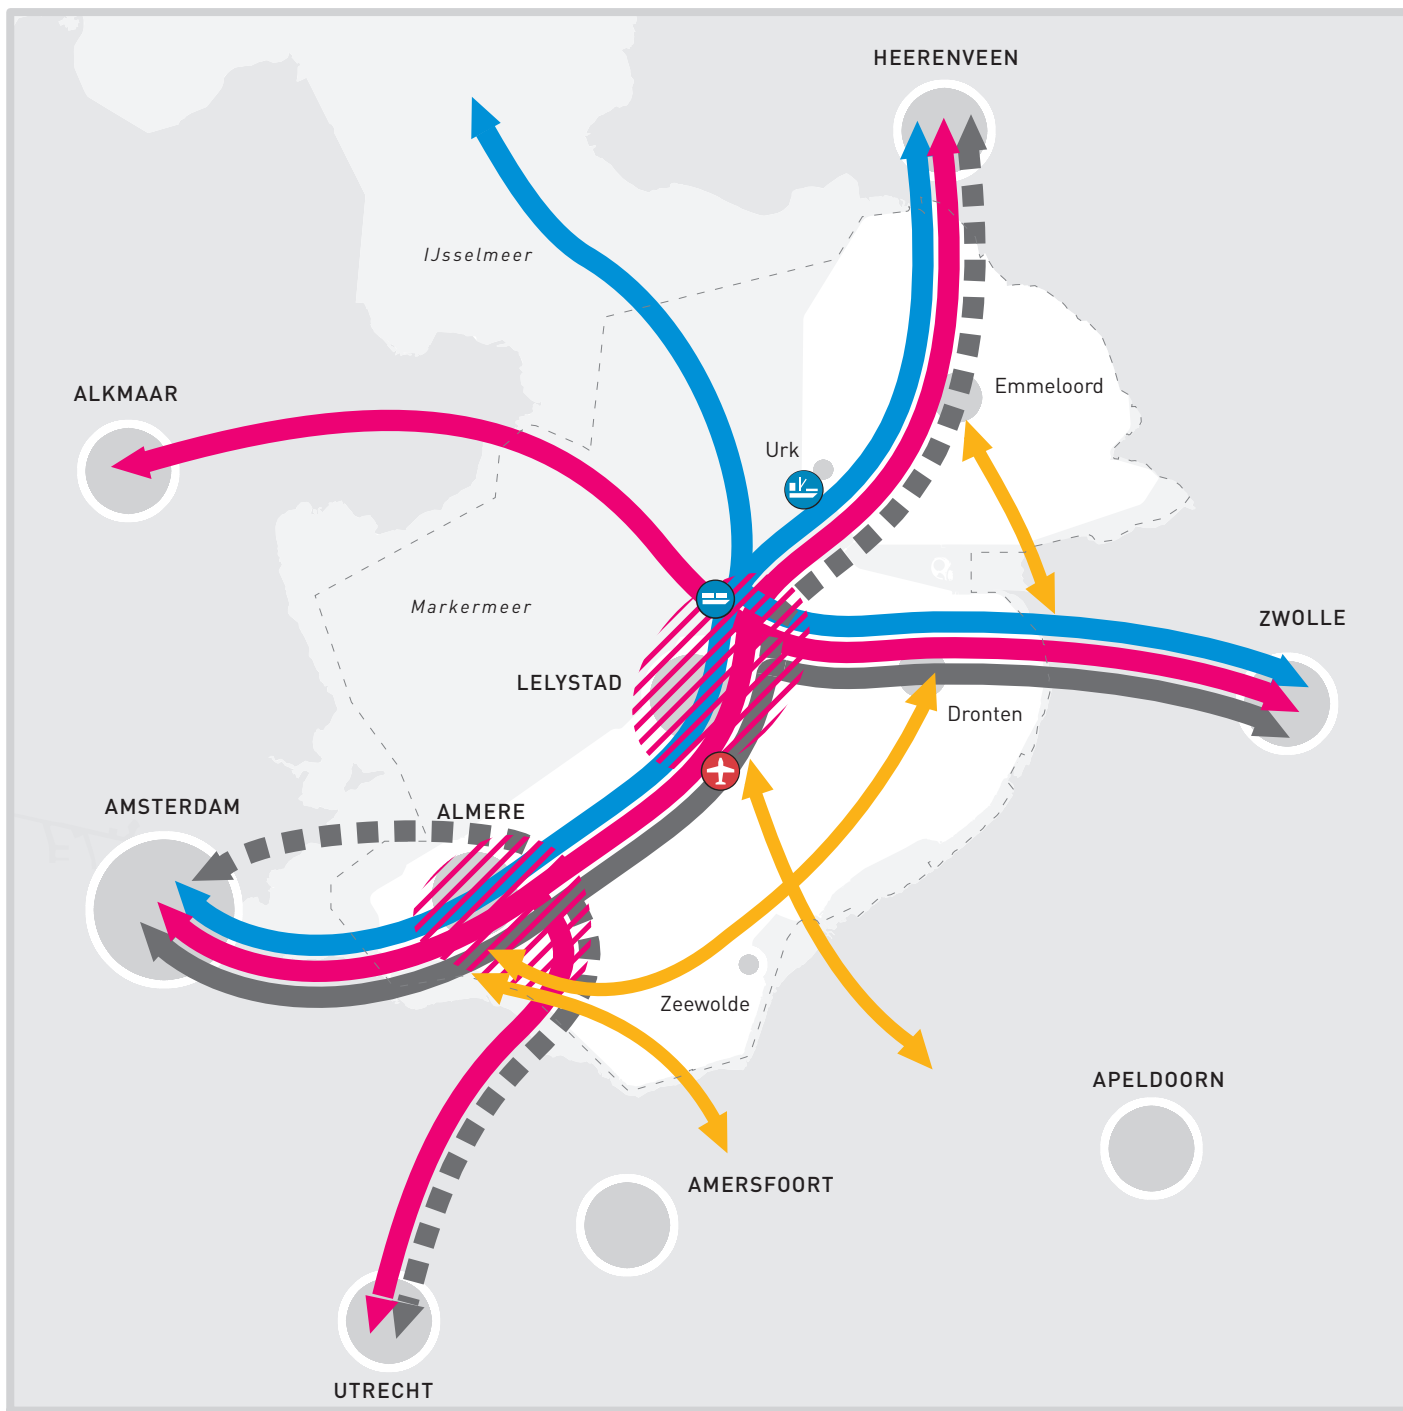 HEERENVEEN
IJsselmeer
Emmeloord
ALKMAAR
Urk
Markermeer
ZWOLLE
LELYSTAD
Dronten
AMSTERDAM
ALMERE
Zeewolde
APELDOORN
AMERSFOORT
UTRECHT